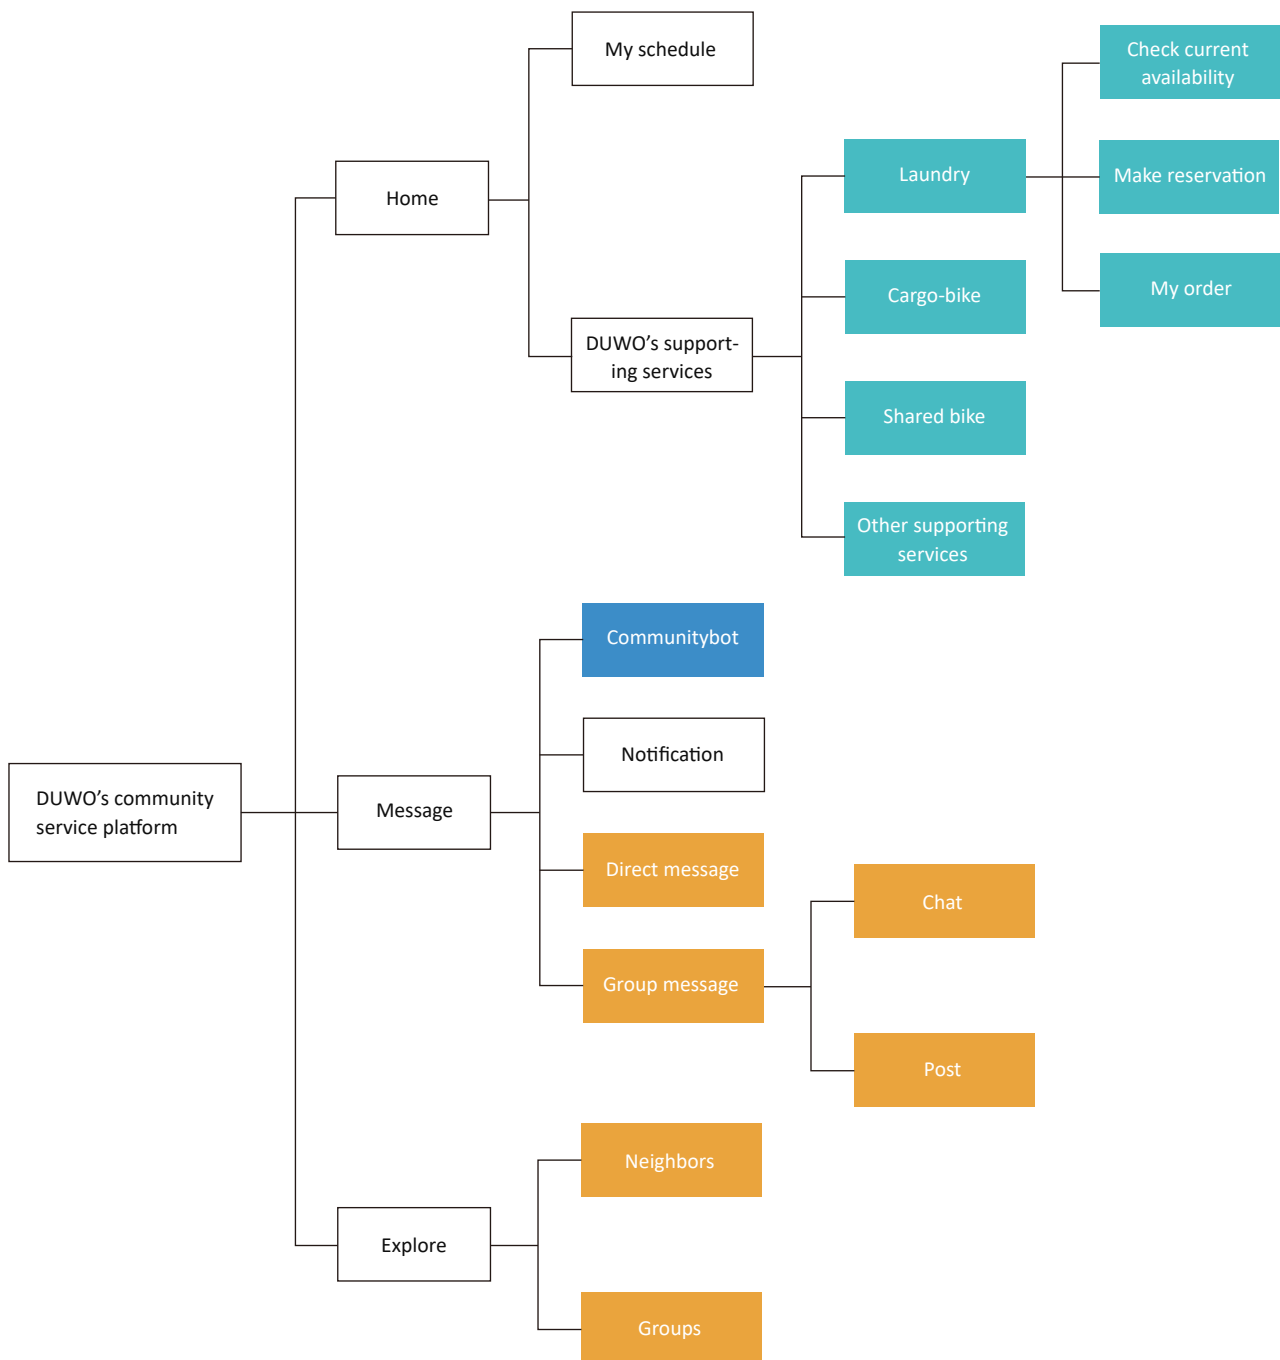 My schedule
Check current
availability
Home
Laundry
Make reservation
Cargo-bike
My order
DUWO’s support-
ing services
Shared bike
Other supporting
services
Communitybot
Notification
DUWO’s community
service platform
Message
Direct message
Chat
Group message
Post
Neighbors
Explore
Groups